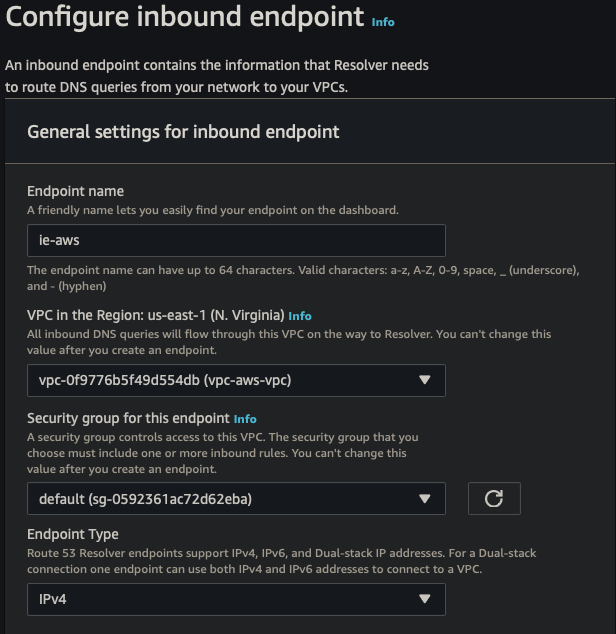 Configure inbound endpoint Info
An inbound endpoint contains the information that Resolver needs
to route DNS queries from your network to your VPCs.
General settings for inbound endpoint
Endpoint name
A friendly name lets you easily find your endpoint on the dashboard.
ie-aws
The endpoint name can have up to 64 characters. Valid characters: a-z, A-Z, 0-9, space, _ (underscore),
and - (hyphen)
VPC in the Region: us-east-1 (N. Virginia) Info
All inbound DNS queries will flow through this VPC on the way to Resolver. You can't change this
value after you create an endpoint.
vpc-0f9776b5f49d554db (vpc-aws-vpc)
Security group for this endpoint Info
A security group controls access to this VPC. The security group that you
choose must include one or more inbound rules. You can't change this
value after you create an endpoint.
default (sg-0592361ac72d62eba)
Endpoint Type
Route 53 Resolver endpoints support IPv4, IPv6, and Dual-stack IP addresses. For a Dual-stack
connection one endpoint can use both IPv4 and IPv6 addresses to connect to a VPC.
IPv4